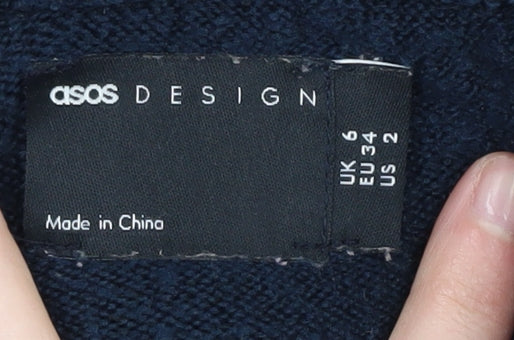 asos DESIGN
Made in China
UK 6
EU 34
US 2